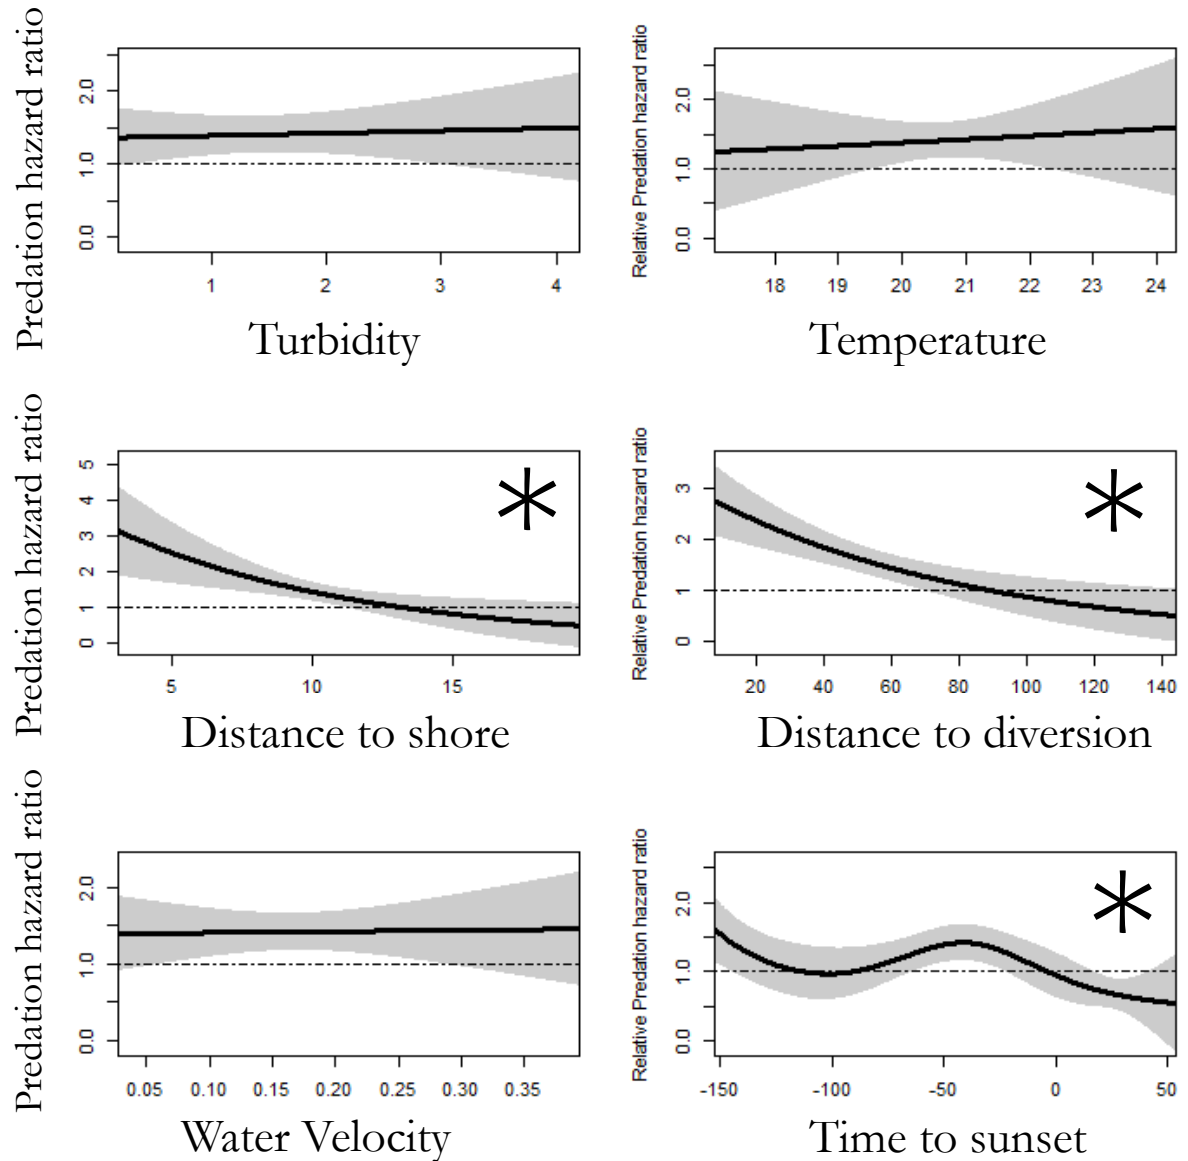 Predation hazard ratio
0.0 1.0 2.0
1 2 3 4
Turbidity
Relative Predation hazard ratio
0.0 1.0 2.0
18 19 20 21 22 23 24
Temperature
Predation hazard ratio
0 1 2 3 4 5
*
5 10 15
Distance to shore
Relative Predation hazard ratio
0 1 2 3
*
20 40 60 80 100 120 140
Distance to diversion
Predation hazard ratio
0.0 1.0 2.0
0.05 0.10 0.15 0.20 0.25 0.30 0.35
Water Velocity
Relative Predation hazard ratio
0.0 1.0 2.0
*
-150 -100 -50 0 50
Time to sunset